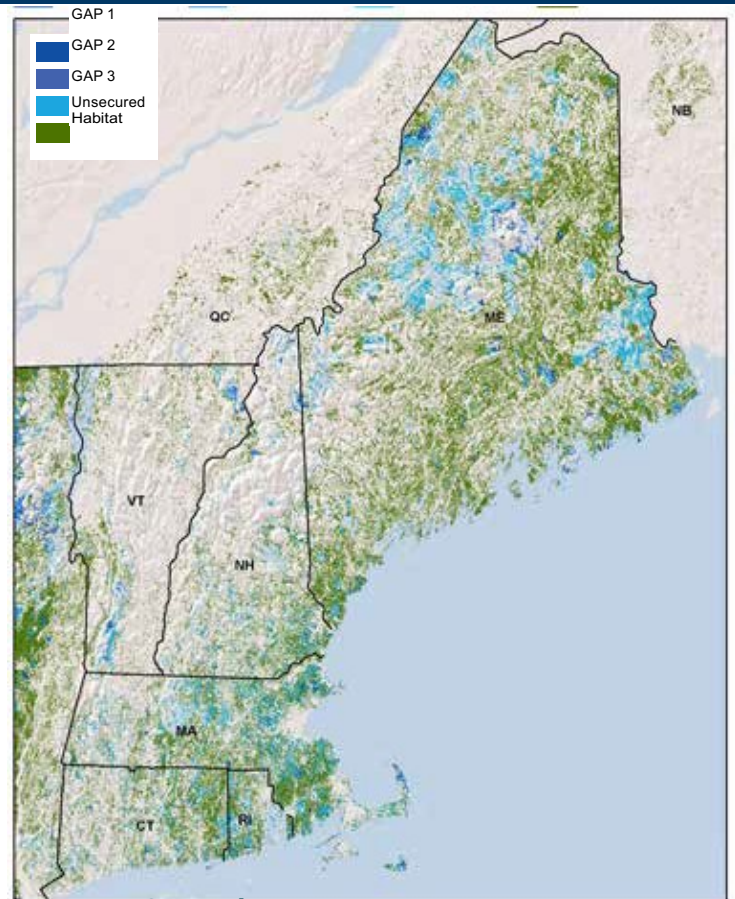 GAP 1
GAP 2
GAP 3
Unsecured
Habitat
NB
QC
ME
VT
NH
MA
CT
RI